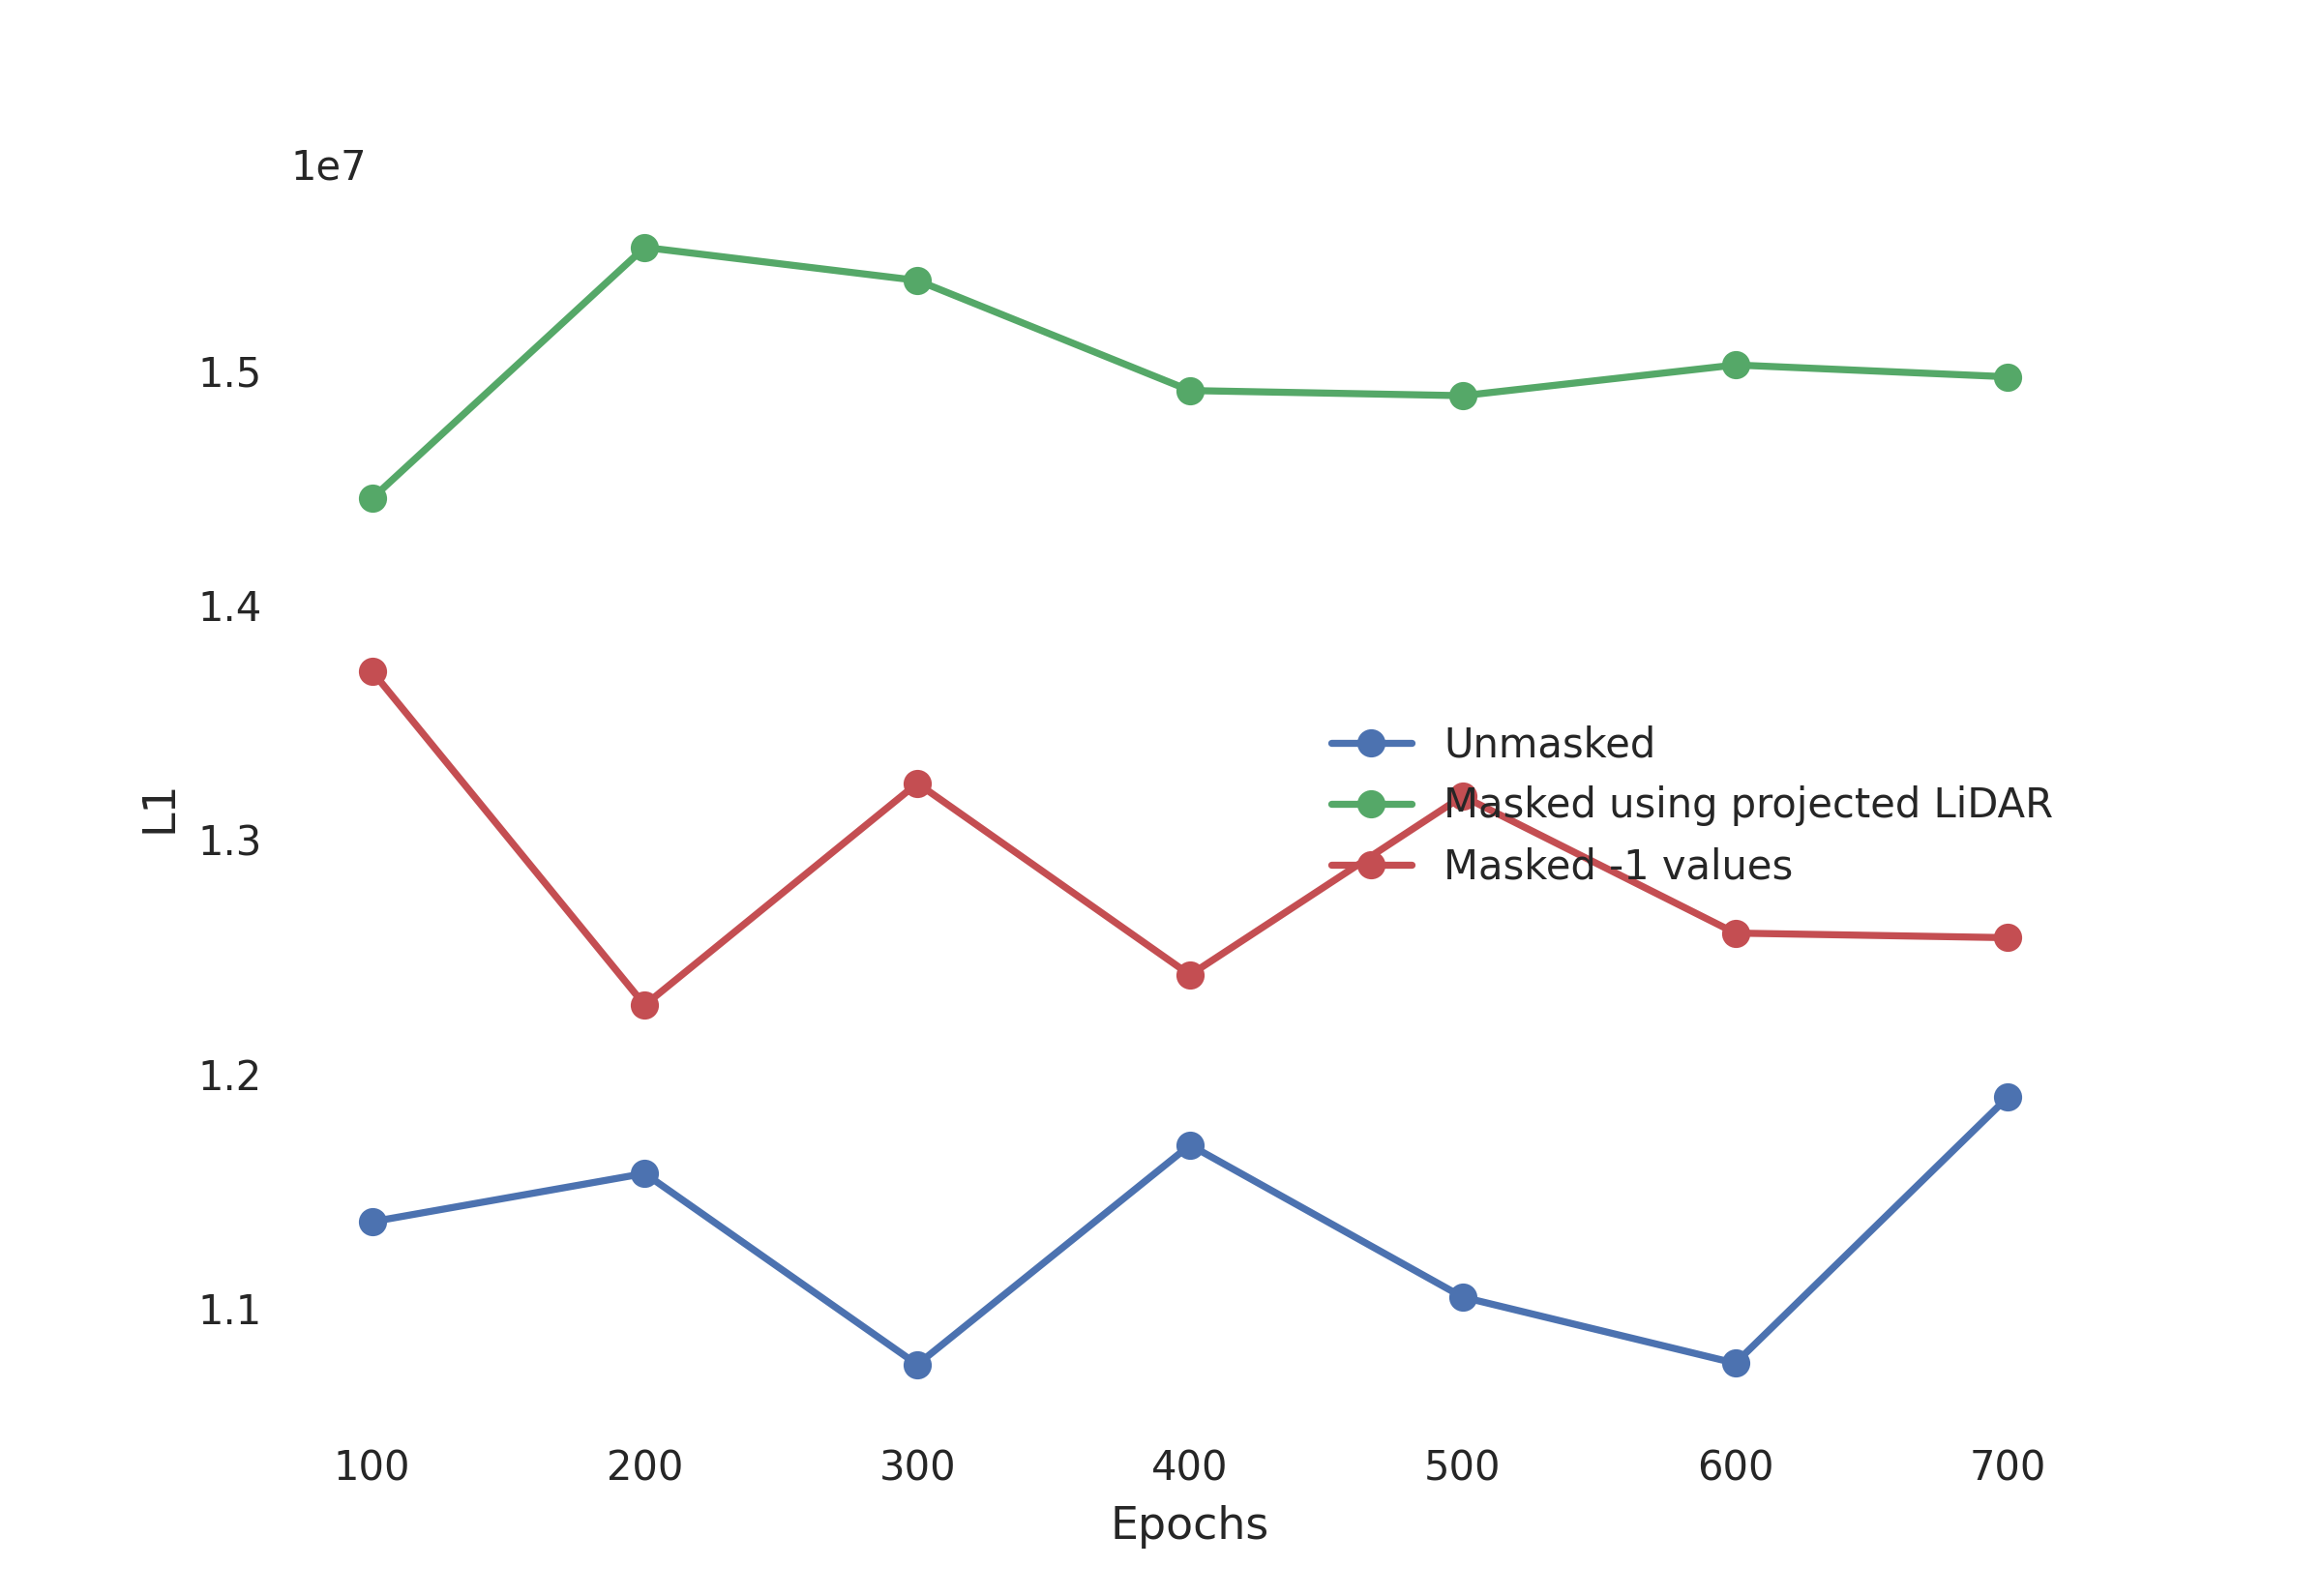 1e7
1.5
1.4
1.3
1.2
1.1
L1
Unmasked
Masked using projected LiDAR
Masked -1 values
100 200 300 400 500 600 700
Epochs